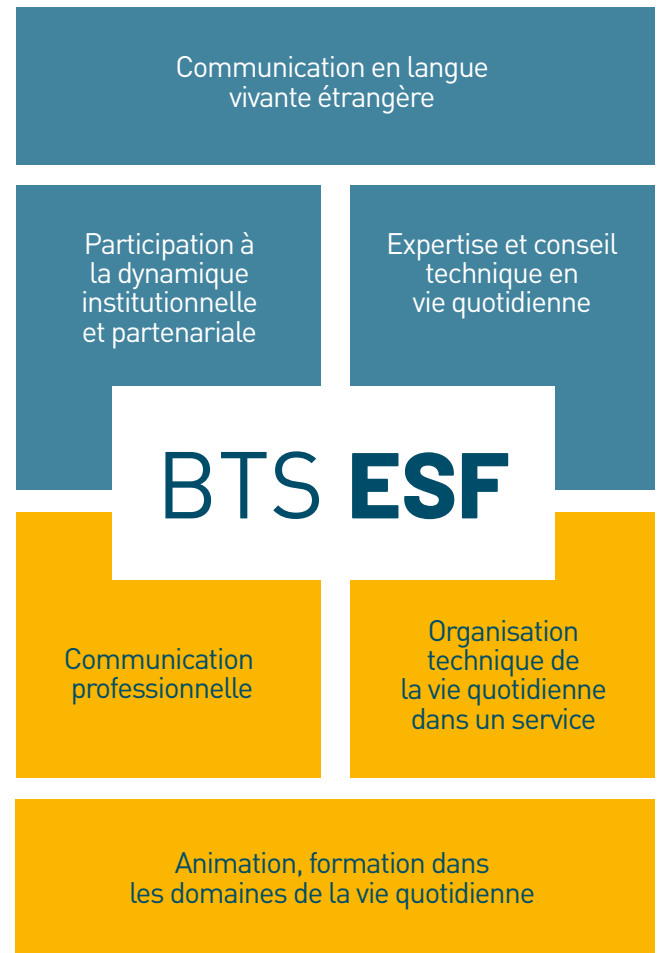 Communication en langue
vivante étrangère
Participation à
la dynamique
institutionnelle
et partenariale
Expertise et conseil
technique en
vie quotidienne
BTS ESF
Communication
professionnelle
Organisation
technique de
la vie quotidienne
dans un service
Animation, formation dans
les domaines de la vie quotidienne